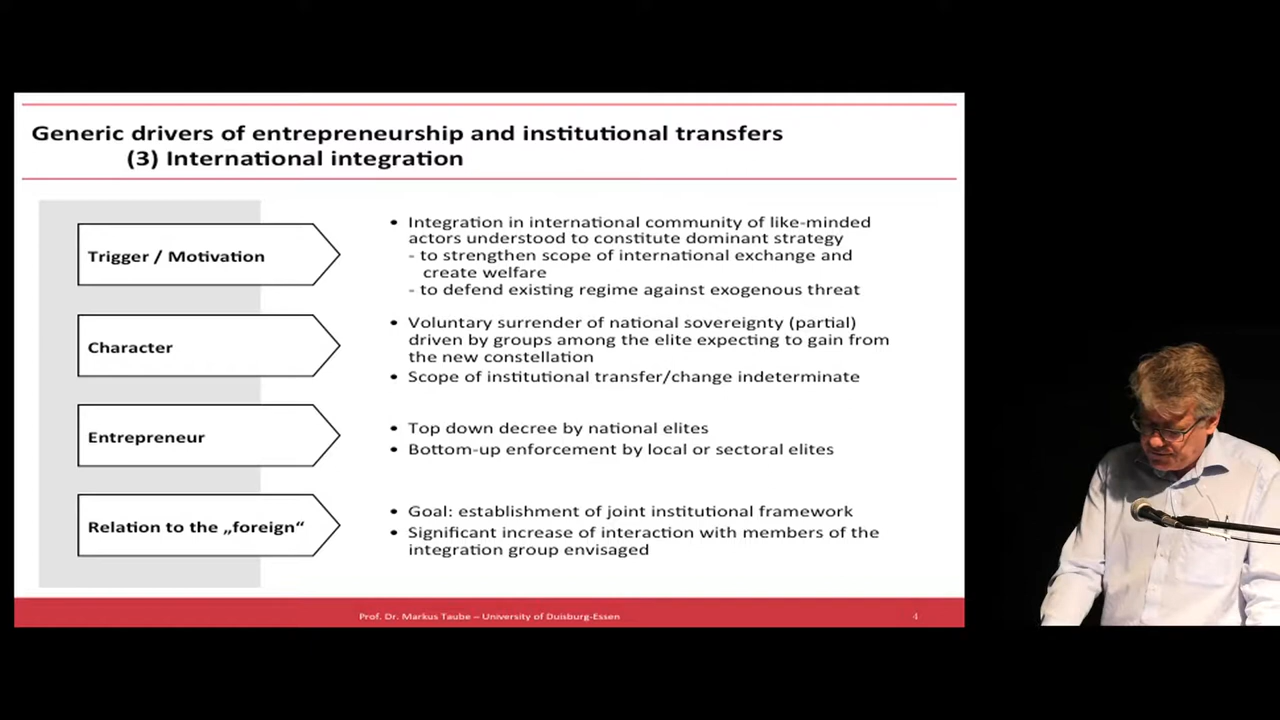 Generic drivers of entrepreneurship and institutional transfers
(3) International integration
Trigger / Motivation
• Integration in international community of like-minded
actors understood to constitute dominant strategy
- to strengthen scope of international exchange and
create welfare
- to defend existing regime against exogenous threat
Character
• Voluntary surrender of national sovereignty (partial)
driven by groups among the elite expecting to gain from
the new constellation
• Scope of institutional transfer/change indeterminate
Entrepreneur
• Top down decree by national elites
• Bottom-up enforcement by local or sectoral elites
Relation to the „foreign“
• Goal: establishment of joint institutional framework
• Significant increase of interaction with members of the
integration group envisaged
Prof. Dr. Markus Taube – University of Duisburg-Essen
4